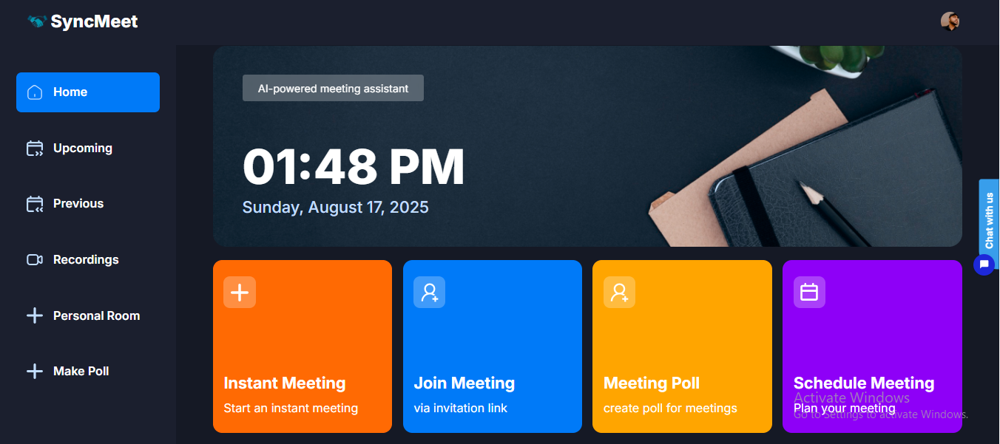 SyncMeet
Home
Upcoming
Previous
Recordings
Personal Room
Make Poll
AI-powered meeting assistant
01:48 PM
Sunday, August 17, 2025
Instant Meeting
Start an instant meeting
Join Meeting
via invitation link
Meeting Poll
create poll for meetings
Schedule Meeting
Plan your meeting
Activate Windows
Go to Settings to activate Windows.
Chat with us